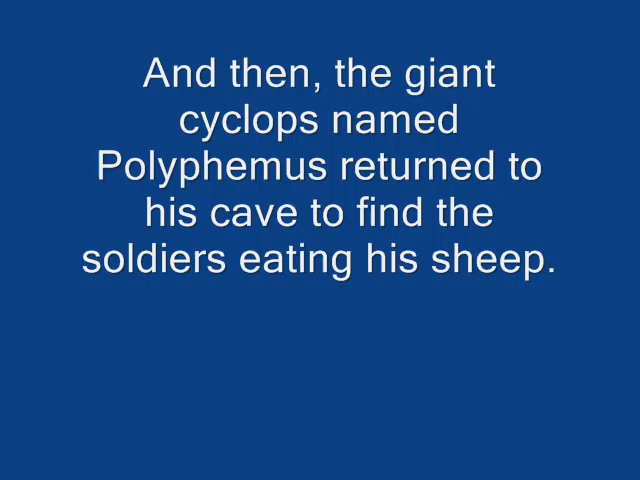 And then, the giant
cyclops named
Polyphemus returned to
his cave to find the
soldiers eating his sheep.